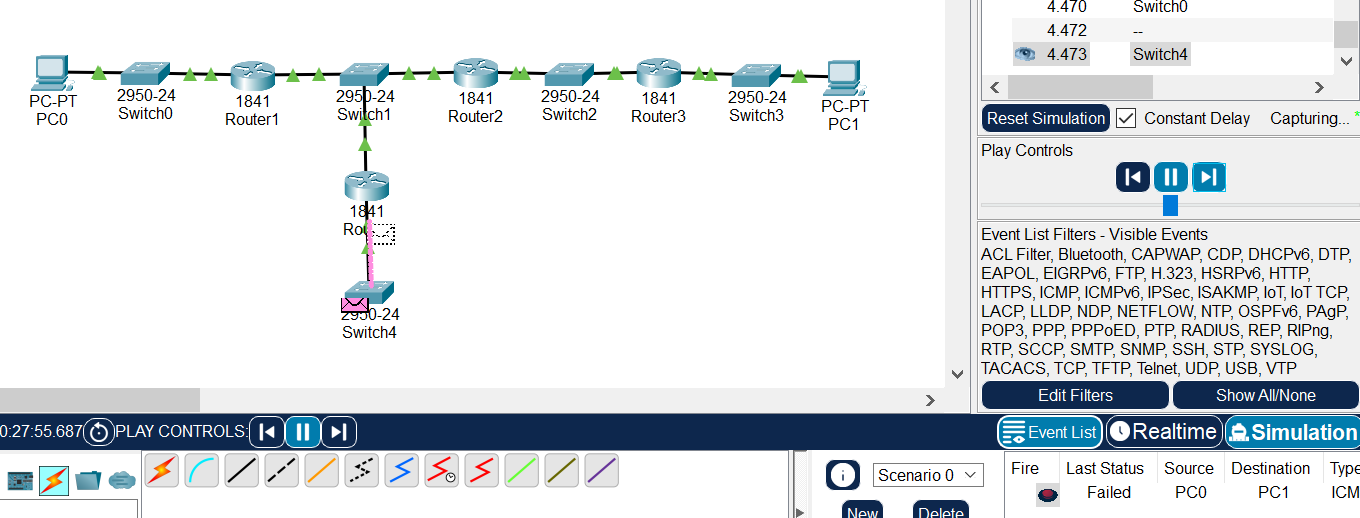 4.470 Switch0
4.472 --
4.473 Switch4
Reset Simulation Constant Delay Capturing... *
Play Controls
Event List Filters - Visible Events
ACL Filter, Bluetooth, CAPWAP, CDP, DHCPv6, DTP,
EAPOL, EIGRPv6, FTP, H.323, HSRPv6, HTTP,
HTTPS, ICMP, ICMPv6, IPSec, ISAKMP, IoT, IoT TCP,
LACP, LLDP, NDP, NETFLOW, NTP, OSPFv6, PAgP,
POP3, PPP, PPPoED, PTP, RADIUS, REP, RIPng,
RTP, SCCP, SMTP, SNMP, SSH, STP, SYSLOG,
TACACS, TCP, TFTP, Telnet, UDP, USB, VTP
Edit Filters Show All/None
PC-PT
PC0
2950-24
Switch0
1841
Router1
2950-24
Switch1
1841
Router2
2950-24
Switch2
1841
Router3
2950-24
Switch3
PC-PT
PC1
1841
2950-24
Switch4
0:27:55.687 PLAY CONTROLS:
Event List Realtime Simulation
Scenario 0
New Delete
Fire Last Status Source Destination Type
Failed PC0 PC1 ICM